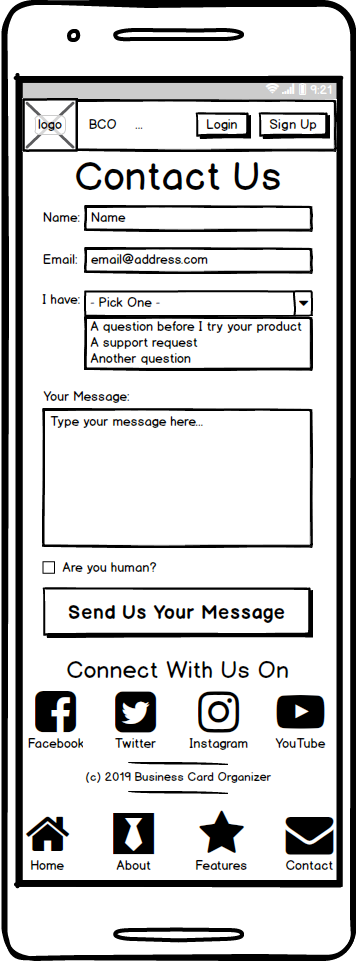 9:21
logo BCO ... Login Sign Up
Contact Us
Name: Name
Email: email@address.com
I have: - Pick One -
A question before I try your product
A support request
Another question
Your Message:
Type your message here...
Are you human?
Send Us Your Message
Connect With Us On
Facebook Twitter Instagram YouTube
(c) 2019 Business Card Organizer
Home About Features Contact